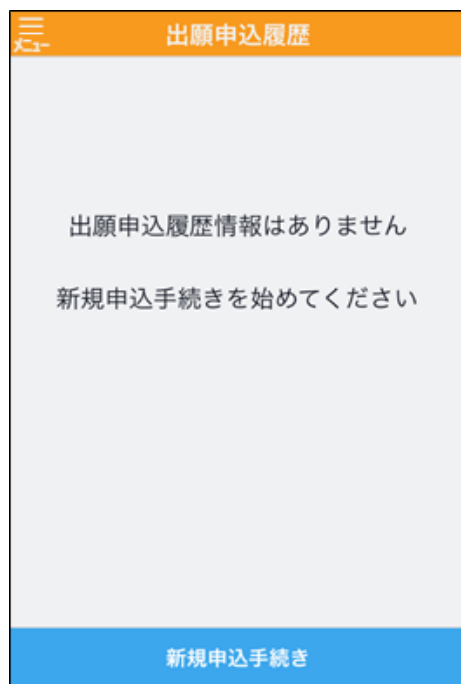 メニュー
出願申込履歴
出願申込履歴情報はありません
新規申込手続きを始めてください
新規申込手続き